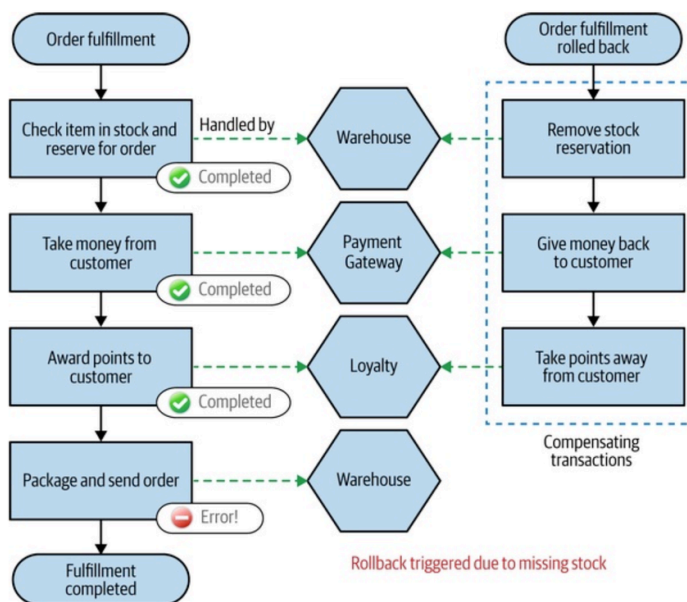 Order fulfillment
Order fulfillment
rolled back
Check item in stock and
reserve for order
Handled by
Warehouse
Remove stock
reservation
Completed
Take money from
customer
Payment
Gateway
Give money back
to customer
Completed
Award points to
customer
Loyalty
Take points away
from customer
Completed
Compensating
transactions
Package and send order
Warehouse
Error!
Rollback triggered due to missing stock
Fulfillment
completed